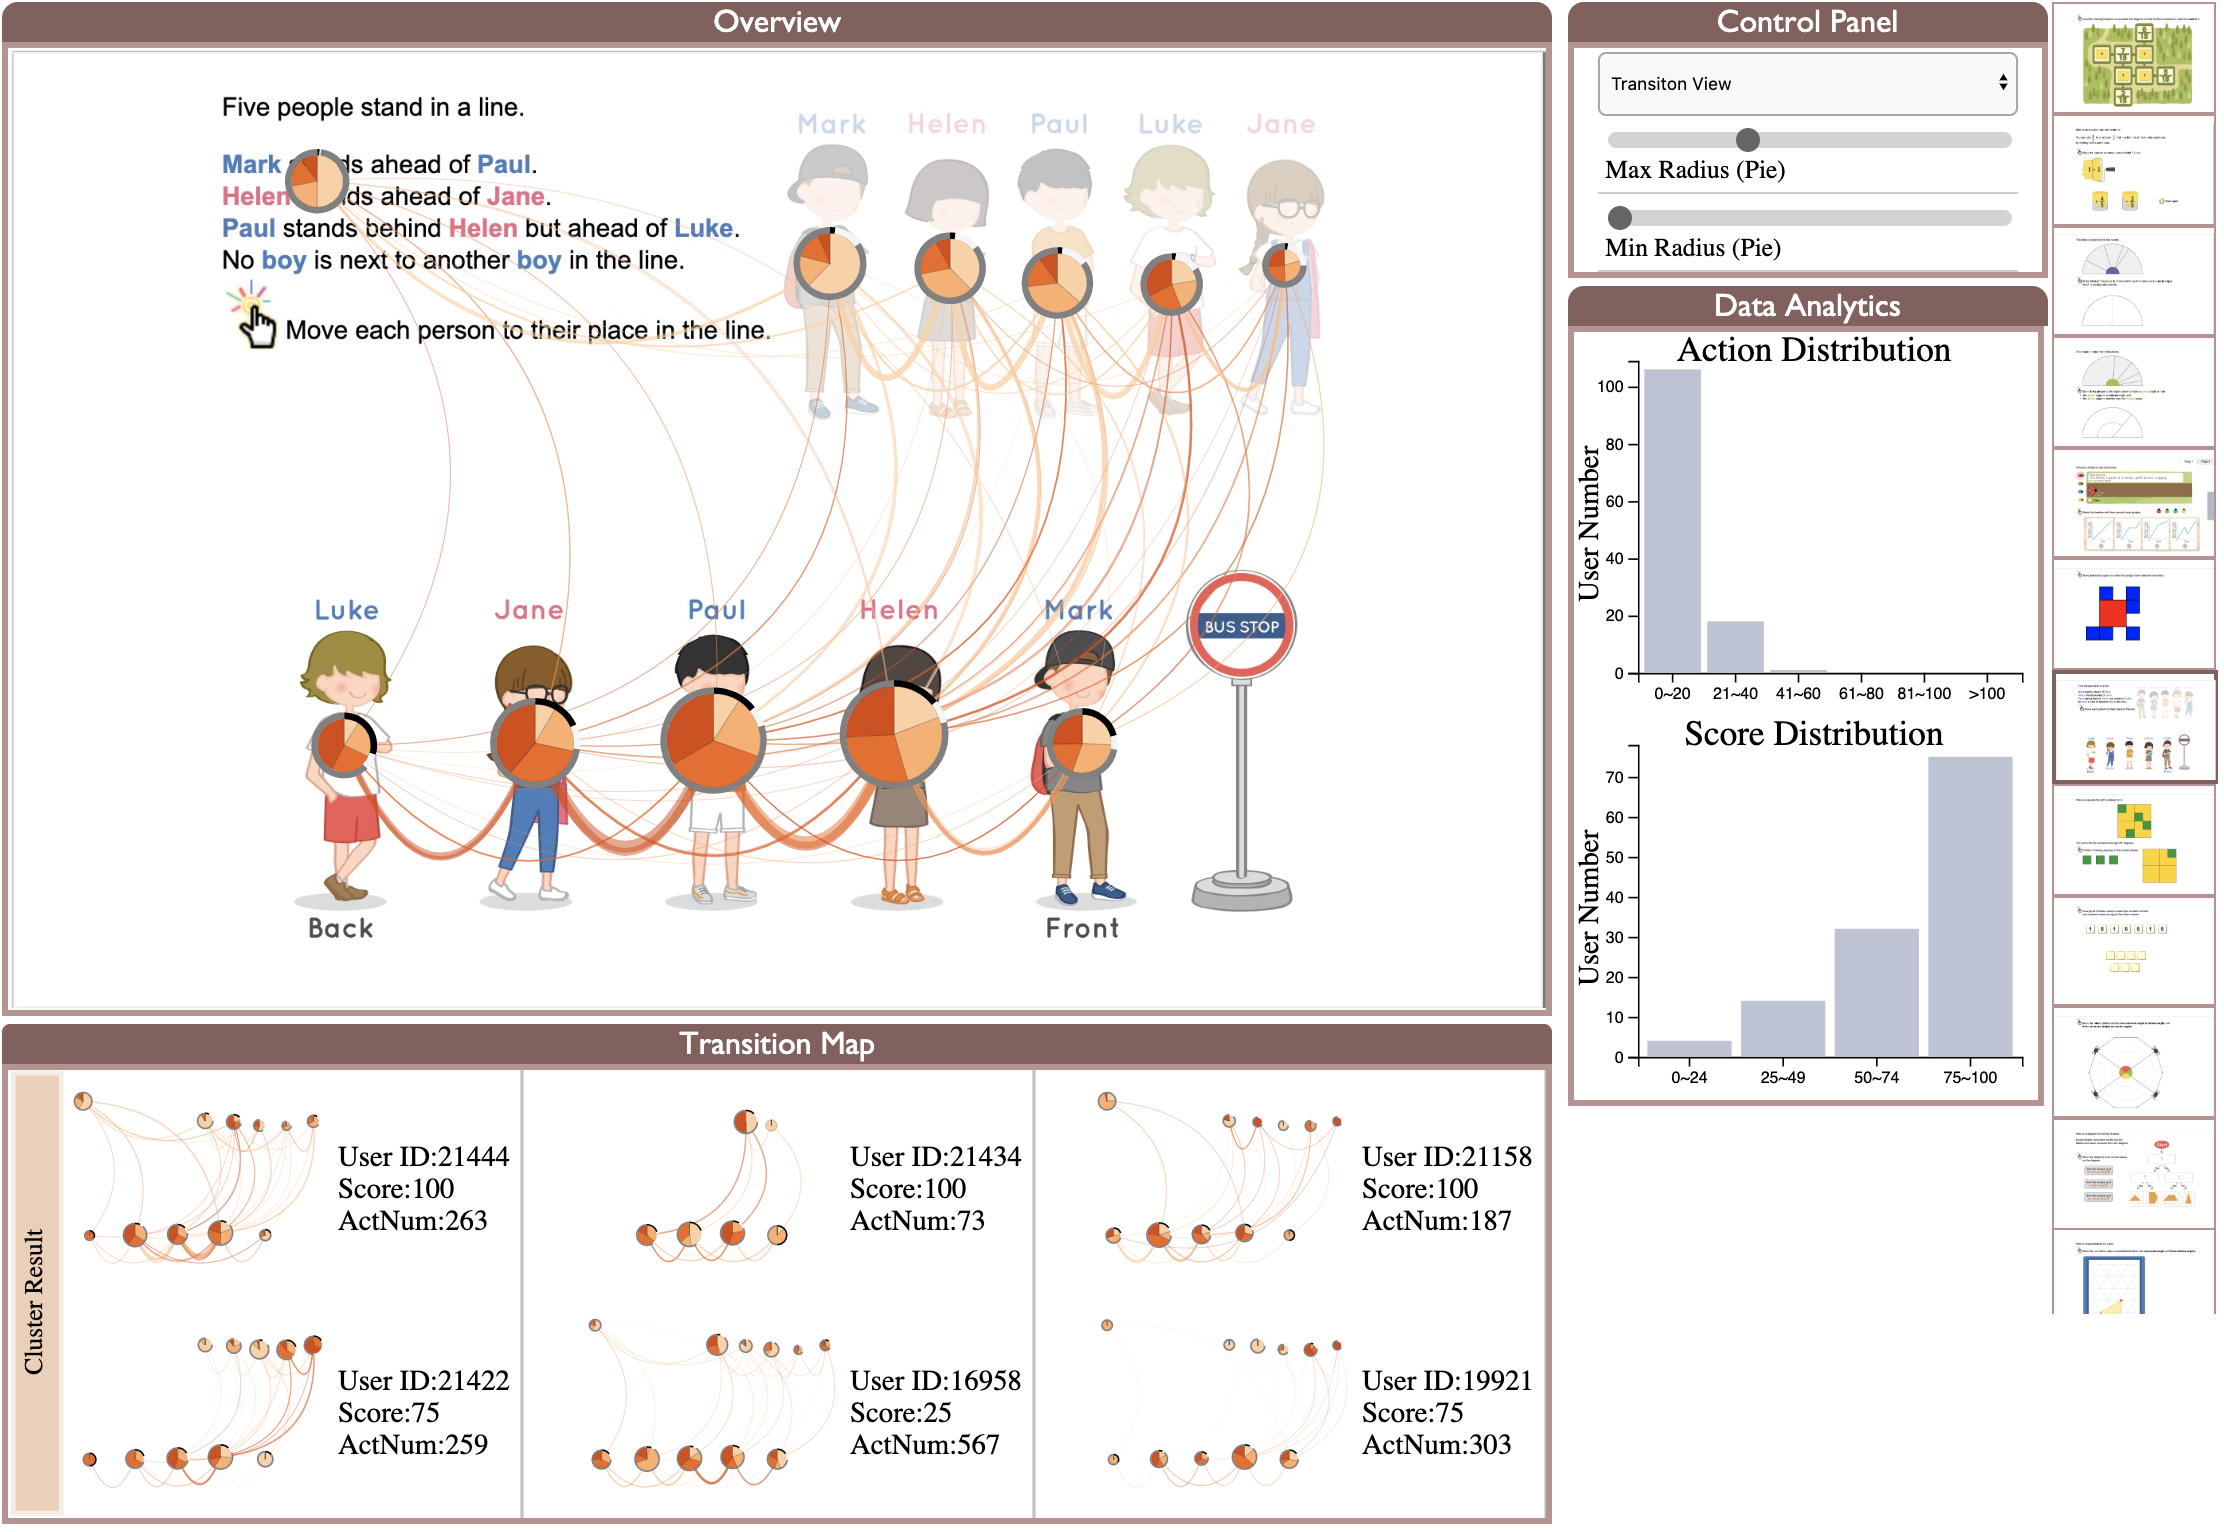 Overview
Five people stand in a line.
Mark ds ahead of Paul.
Helen ds ahead of Jane.
Paul stands behind Helen but ahead of Luke.
No boy is next to another boy in the line.
Move each person to their place in the line.
Mark Helen Paul Luke Jane
Luke Jane Paul Helen Mark
BUS STOP
Back Front
Transition Map
Cluster Result
User ID:21444
Score:100
ActNum:263
User ID:21434
Score:100
ActNum:73
User ID:21158
Score:100
ActNum:187
User ID:21422
Score:75
ActNum:259
User ID:16958
Score:25
ActNum:567
User ID:19921
Score:75
ActNum:303
Control Panel
Transiton View
Max Radius (Pie)
Min Radius (Pie)
Data Analytics
Action Distribution
User Number
100
80
60
40
20
0
0~20 21~40 41~60 61~80 81~100 >100
Score Distribution
User Number
70
60
50
40
30
20
10
0
0~24 25~49 50~74 75~100